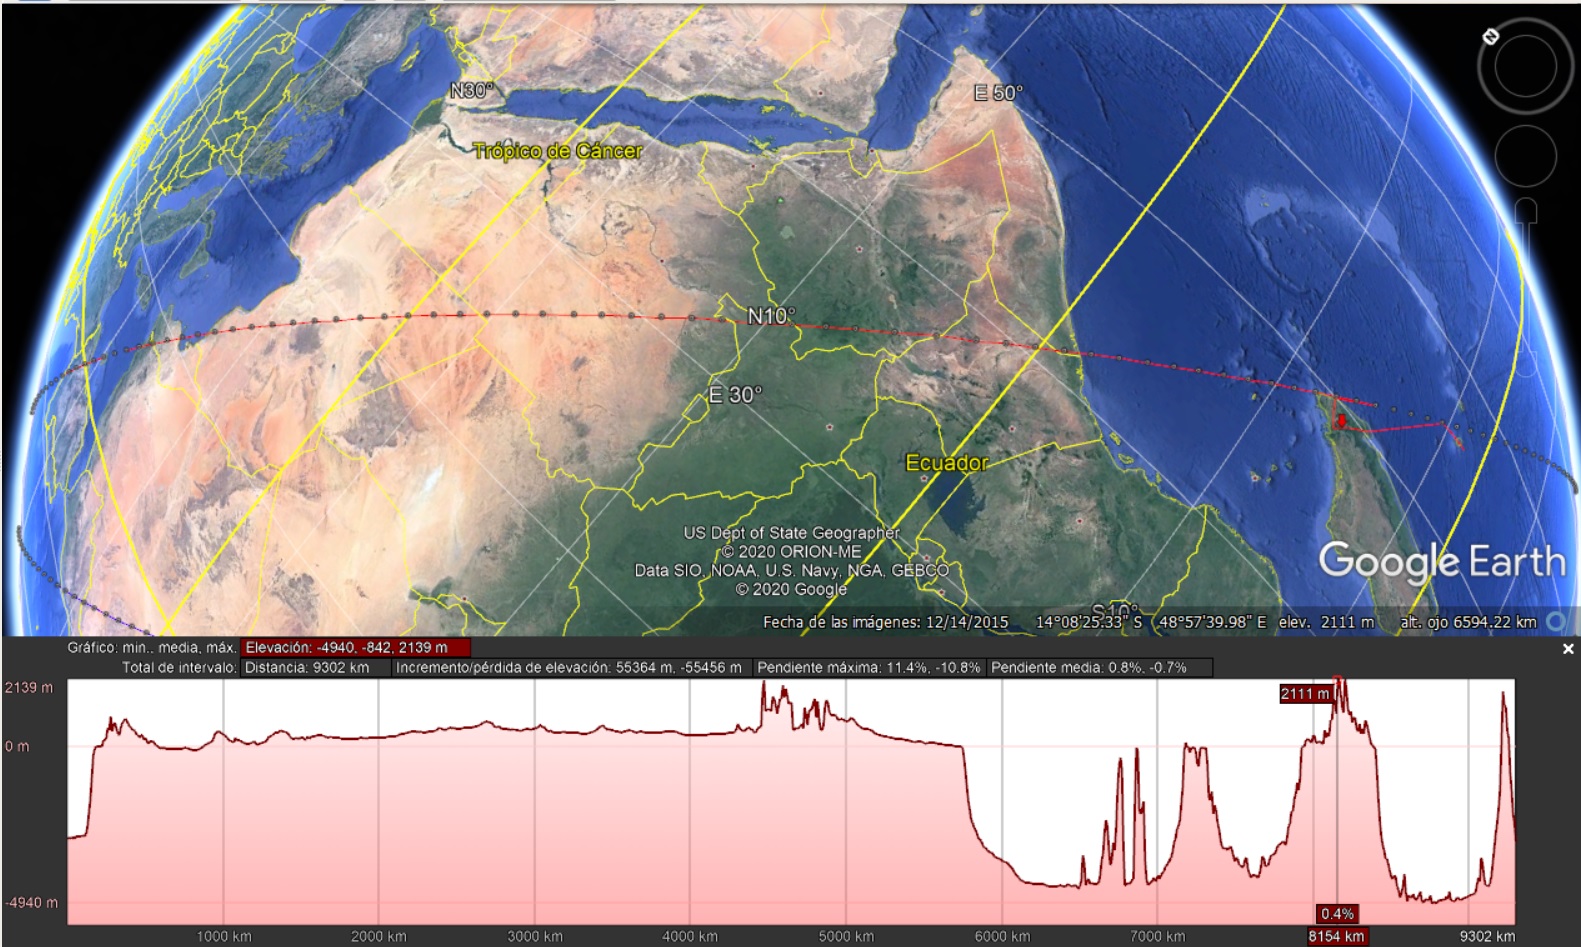 N
N30°
E 50°
Trópico de Cáncer
N10°
E 30°
Ecuador
US Dept of State Geographer
© 2020 ORION-ME
Data SIO, NOAA, U.S. Navy, NGA, GEBCO
© 2020 Google
Google Earth
S10°
Fecha de las imágenes: 12/14/2015 14°08'25.33" S 48°57'39.98" E elev. 2111 m alt. ojo 6594.22 km
Gráfico: min., media, máx. Elevación: -4940, -842, 2139 m
Total de intervalo: Distancia: 9302 km Incremento/pérdida de elevación: 55364 m, -55456 m Pendiente máxima: 11.4%, -10.8% Pendiente media: 0.8%, -0.7%
2139 m
2111 m
0 m
-4940 m
0.4%
1000 km 2000 km 3000 km 4000 km 5000 km 6000 km 7000 km 8154 km 9302 km